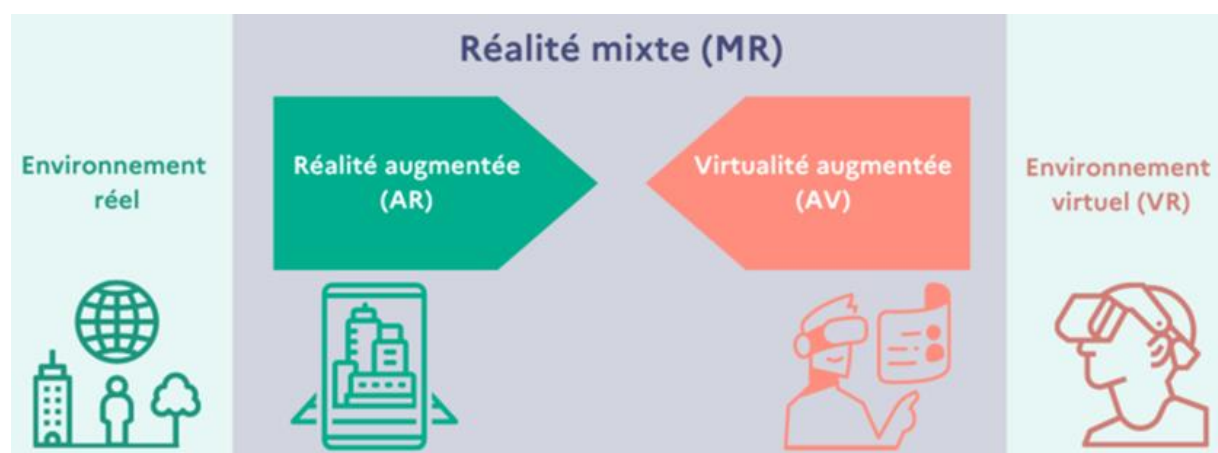 Réalité mixte (MR)
Environnement
réel
Réalité augmentée
(AR)
Virtualité augmentée
(AV)
Environnement
virtuel (VR)